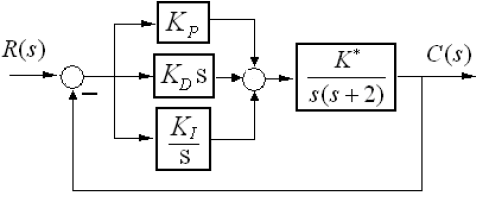 K_P
R(s)
−
K_D s
K*
s(s+2)
C(s)
K_I
s